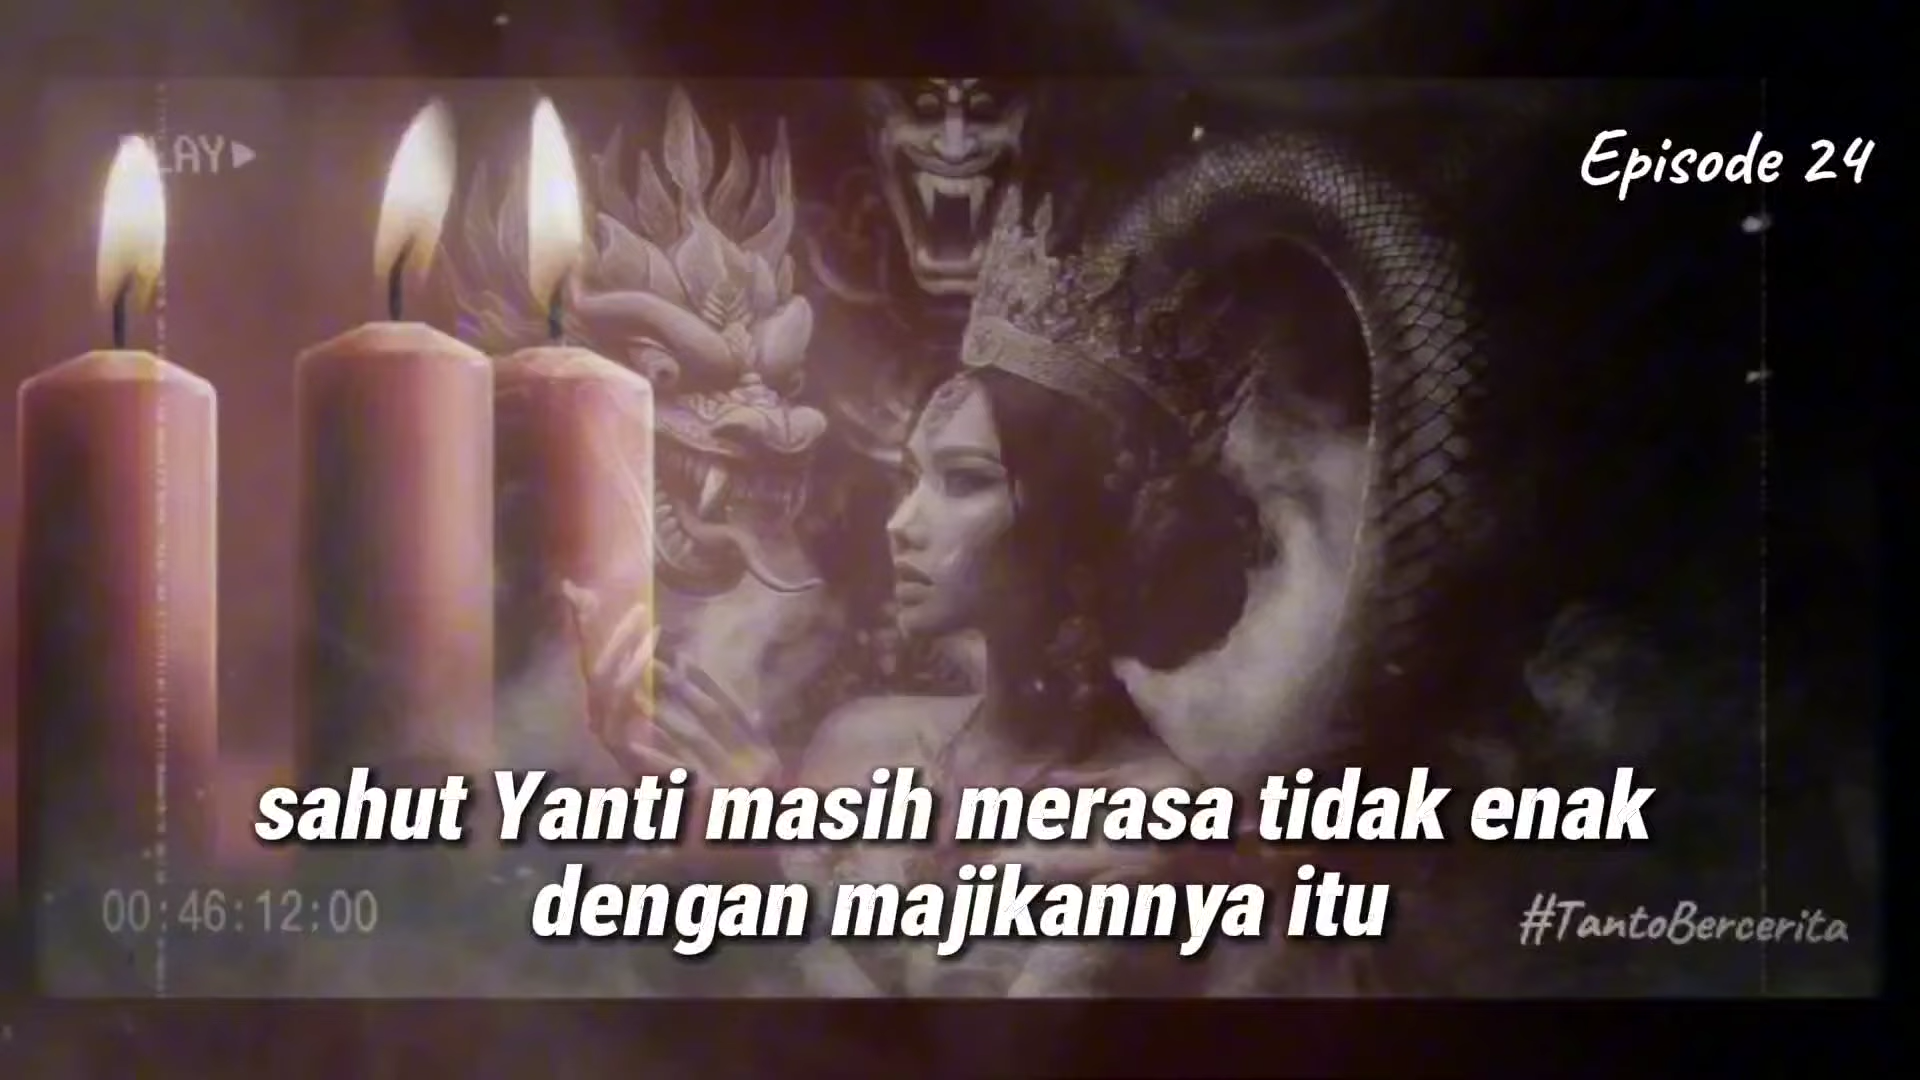 PLAY
Episode 24
sahut Yanti masih merasa tidak enak
dengan majikannya itu
00:46:12:00
#TantoBercerita